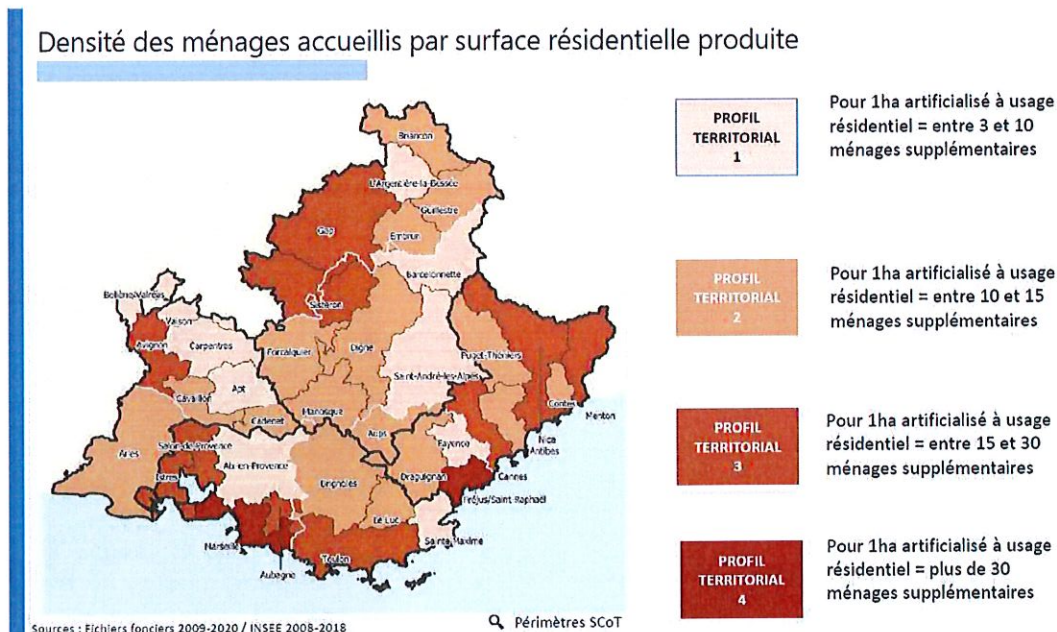 Densité des ménages accueillis par surface résidentielle produite
Briancon
L'Argentière-la-Bessée
Guillestre
Gap
Embrun
Barcelonnette
Bollène/Valréas
Sisteron
Vaison
Avignon
Carpentras
Forcalquier
Digne
Puget-Théniers
Saint-André-les-Alpes
Apt
Cavaillon
Manosque
Contes
Cadenet
Menton
Aups
Salon-de-Provence
Fayence
Nice
Arles
Aix-en-Provence
Antibes
Istres
Draguignan
Cannes
Brignoles
Fréjus/Saint-Raphaël
Le Luc
Marseille
Sainte-Maxime
Toulon
Aubagne
Sources : Fichiers fonciers 2009-2020 / INSEE 2008-2018
Périmètres SCoT
PROFIL
TERRITORIAL
1
Pour 1ha artificialisé à usage
résidentiel = entre 3 et 10
ménages supplémentaires
PROFIL
TERRITORIAL
2
Pour 1ha artificialisé à usage
résidentiel = entre 10 et 15
ménages supplémentaires
PROFIL
TERRITORIAL
3
Pour 1ha artificialisé à usage
résidentiel = entre 15 et 30
ménages supplémentaires
PROFIL
TERRITORIAL
4
Pour 1ha artificialisé à usage
résidentiel = plus de 30
ménages supplémentaires